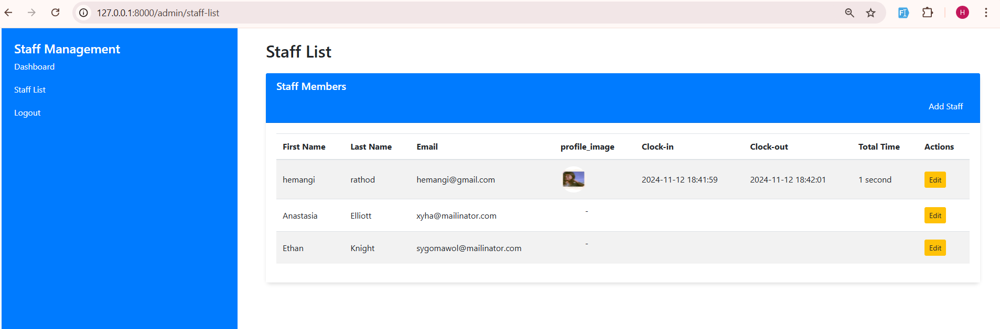 127.0.0.1:8000/admin/staff-list
H
Staff Management
Dashboard
Staff List
Logout
Staff List
Staff Members
Add Staff
First Name Last Name Email profile_image Clock-in Clock-out Total Time Actions
hemangi rathod hemangi@gmail.com 2024-11-12 18:41:59 2024-11-12 18:42:01 1 second Edit
Anastasia Elliott xyha@mailinator.com - Edit
Ethan Knight sygomawol@mailinator.com - Edit